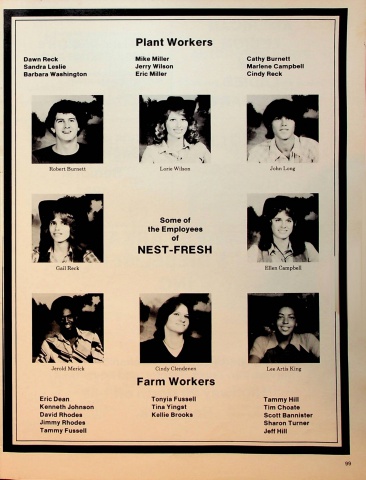 Plant Workers
Dawn Reck Mike Miller Cathy Burnett
Sandra Leslie Jerry Wilson Marlene Campbell
Barbara Washington Eric Miller Cindy Reck
Robert Burnett Lorie Wilson John Long
Some of
the Employees
of
NEST-FRESH
Gail Reck Ellen Campbell
Jerold Merick Cindy Clendenen Lee Artis King
Farm Workers
Eric Dean Tonyia Fussell Tammy Hill
Kenneth Johnson Tina Yingst Tim Choate
David Rhodes Kellie Brooks Scott Bannister
Jimmy Rhodes Sharon Turner
Tammy Fussell Jeff Hill
99